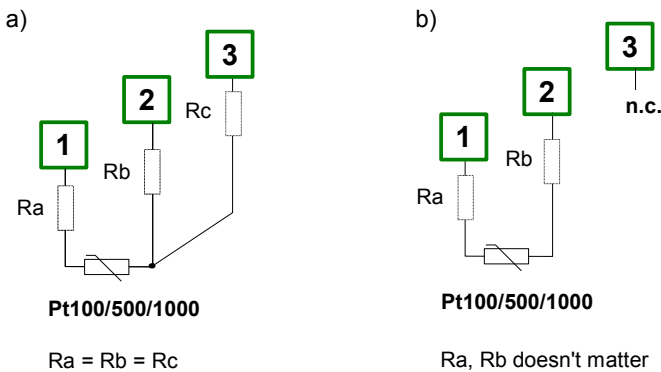 a)
1
2
3
Ra
Rb
Rc
Pt100/500/1000
Ra = Rb = Rc
b)
1
2
3
n.c.
Ra
Rb
Pt100/500/1000
Ra, Rb doesn't matter